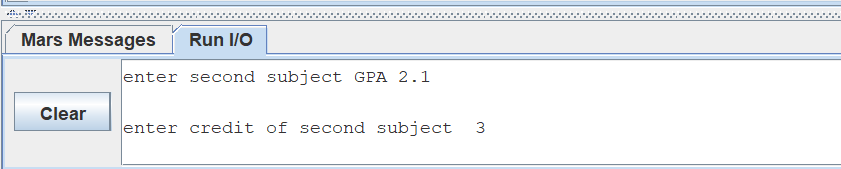 Mars Messages Run I/O
enter second subject GPA 2.1
Clear
enter credit of second subject  3